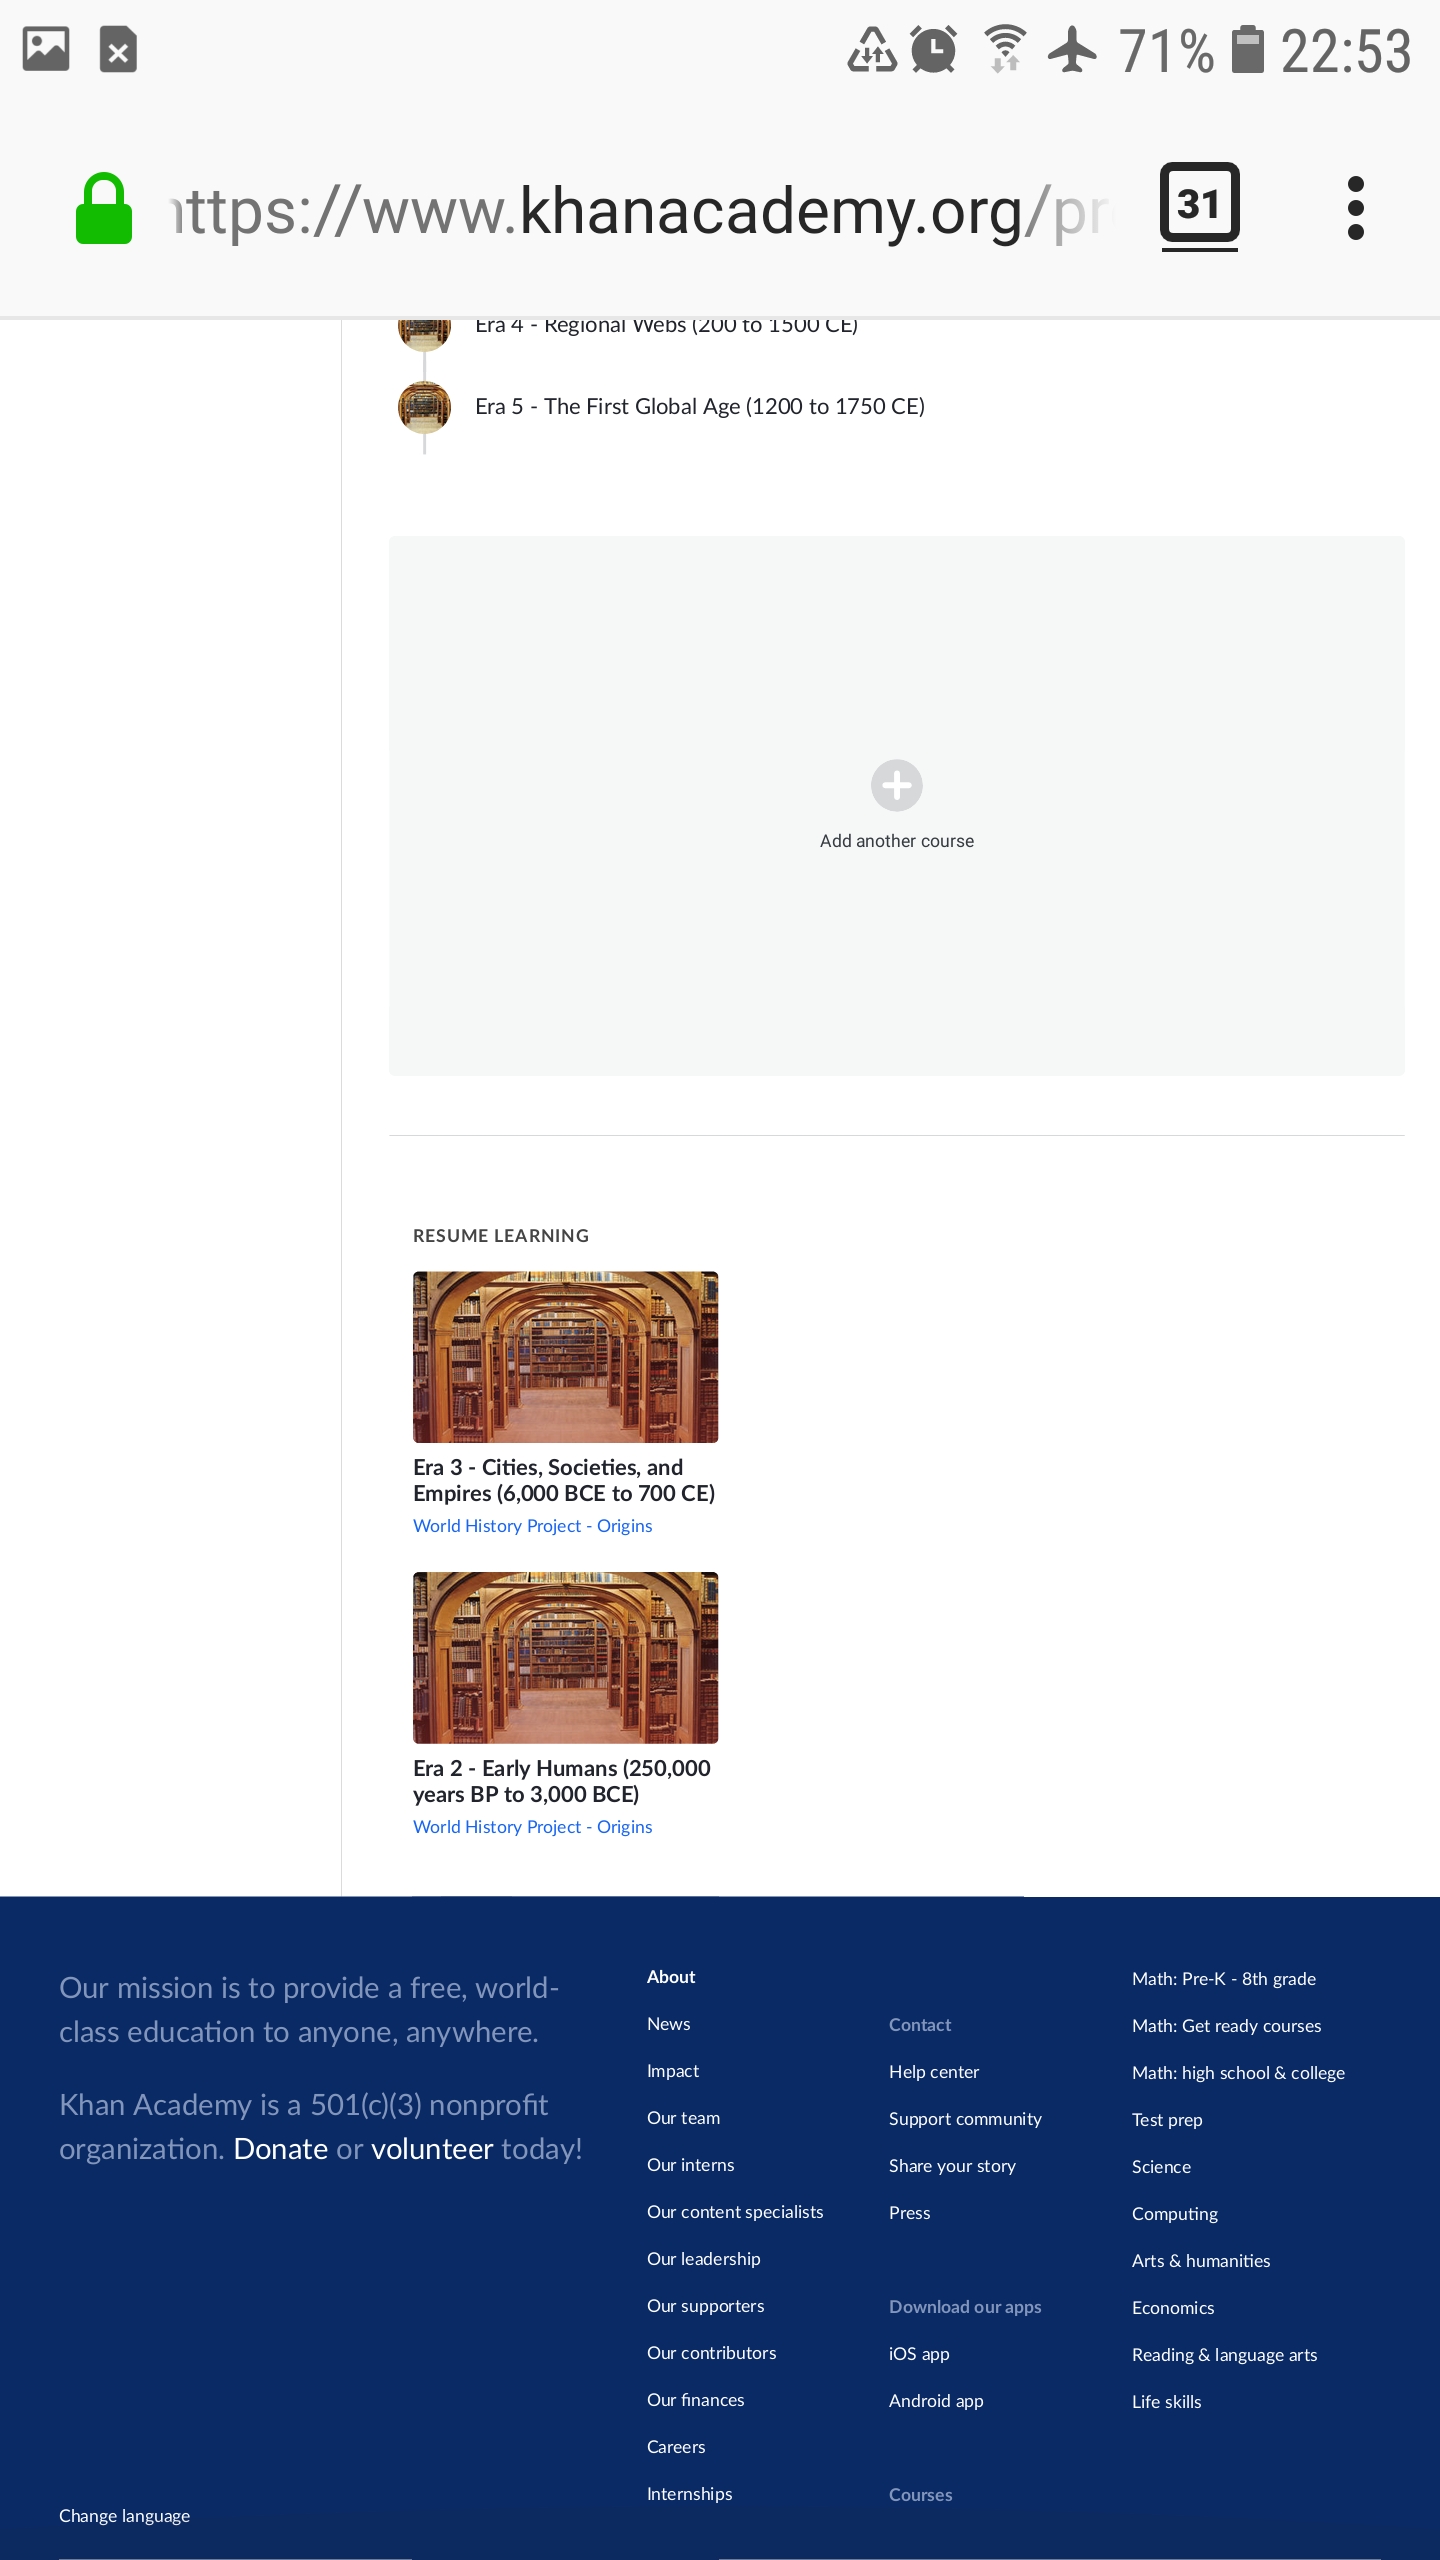 71% 22:53
https://www.khanacademy.org/pr
31
Era 4 - Regional Webs (200 to 1500 CE)
Era 5 - The First Global Age (1200 to 1750 CE)
Add another course
RESUME LEARNING
Era 3 - Cities, Societies, and
Empires (6,000 BCE to 700 CE)
World History Project - Origins
Era 2 - Early Humans (250,000
years BP to 3,000 BCE)
World History Project - Origins
Our mission is to provide a free, world-
class education to anyone, anywhere.
Khan Academy is a 501(c)(3) nonprofit
organization. Donate or volunteer today!
Change language
About
News
Impact
Our team
Our interns
Our content specialists
Our leadership
Our supporters
Our contributors
Our finances
Careers
Internships
Contact
Help center
Support community
Share your story
Press
Download our apps
iOS app
Android app
Courses
Math: Pre-K - 8th grade
Math: Get ready courses
Math: high school & college
Test prep
Science
Computing
Arts & humanities
Economics
Reading & language arts
Life skills